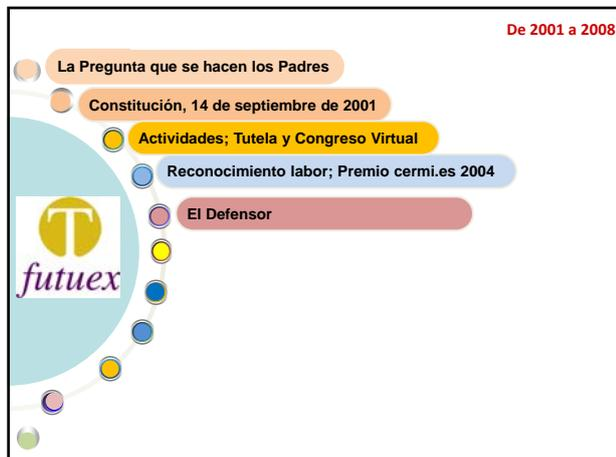 De 2001 a 2008
La Pregunta que se hacen los Padres
Constitución, 14 de septiembre de 2001
Actividades; Tutela y Congreso Virtual
Reconocimiento labor; Premio cermi.es 2004
El Defensor
T
futuex